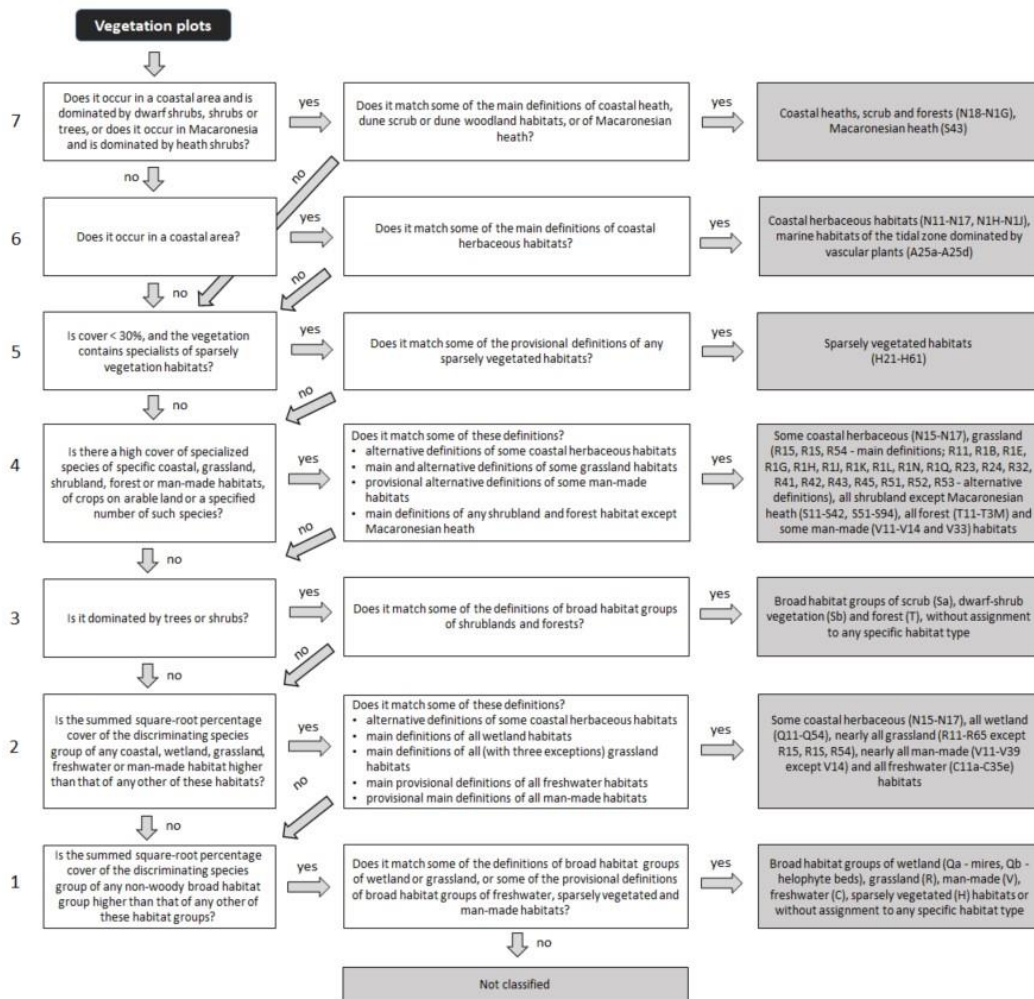 Vegetation plots
7
Does it occur in a coastal area and is
dominated by dwarf shrubs, shrubs or
trees, or does it occur in Macaronesia
and is dominated by heath shrubs?
yes
Does it match some of the main definitions of coastal heath,
dune scrub or dune woodland habitats, or of Macaronesian
heath?
yes
Coastal heaths, scrub and forests (N18-N1G),
Macaronesian heath (S43)
no
no
6
Does it occur in a coastal area?
yes
Does it match some of the main definitions of coastal
herbaceous habitats?
yes
Coastal herbaceous habitats (N11-N17, N1H-N1J),
marine habitats of the tidal zone dominated by
vascular plants (A25a-A25d)
no
no
5
Is cover < 30%, and the vegetation
contains specialists of sparsely
vegetation habitats?
yes
Does it match some of the provisional definitions of any
sparsely vegetated habitats?
yes
Sparsely vegetated habitats
(H21-H61)
no
no
4
Is there a high cover of specialized
species of specific coastal, grassland,
shrubland, forest or man-made habitats,
of crops on arable land or a specified
number of such species?
yes
Does it match some of these definitions?
• alternative definitions of some coastal herbaceous habitats
• main and alternative definitions of some grassland habitats
• provisional alternative definitions of some man-made
habitats
• main definitions of any shrubland and forest habitat except
Macaronesian heath
yes
Some coastal herbaceous (N15-N17), grassland
(R15, R1S, R54 - main definitions; R11, R1B, R1E,
R1G, R1H, R1J, R1K, R1L, R1N, R1Q, R23, R24, R32,
R41, R42, R43, R45, R51, R52, R53 - alternative
definitions), all shrubland except Macaronesian
heath (S11-S42, S51-S94), all forest (T11-T3M) and
some man-made (V11-V14 and V33) habitats
no
no
3
Is it dominated by trees or shrubs?
yes
Does it match some of the definitions of broad habitat groups
of shrublands and forests?
yes
Broad habitat groups of scrub (Sa), dwarf-shrub
vegetation (Sb) and forest (T), without assignment
to any specific habitat type
no
no
2
Is the summed square-root percentage
cover of the discriminating species
group of any coastal, wetland, grassland,
freshwater or man-made habitat higher
than that of any other of these habitats?
yes
Does it match some of these definitions?
• alternative definitions of some coastal herbaceous habitats
• main definitions of all wetland habitats
• main definitions of all (with three exceptions) grassland
habitats
• main provisional definitions of all freshwater habitats
• provisional main definitions of all man-made habitats
yes
Some coastal herbaceous (N15-N17), all wetland
(Q11-Q54), nearly all grassland (R11-R65 except
R15, R1S, R54), nearly all man-made (V11-V39
except V14) and all freshwater (C11a-C35e)
habitats
no
no
1
Is the summed square-root percentage
cover of the discriminating species
group of any non-woody broad habitat
group higher than that of any other of
these habitat groups?
yes
Does it match some of the definitions of broad habitat groups
of wetland or grassland, or some of the provisional definitions
of broad habitat groups of freshwater, sparsely vegetated
and man-made habitats?
yes
Broad habitat groups of wetland (Qa - mires, Qb -
helophyte beds), grassland (R), man-made (V),
freshwater (C), sparsely vegetated (H) habitats or
without assignment to any specific habitat type
no
Not classified